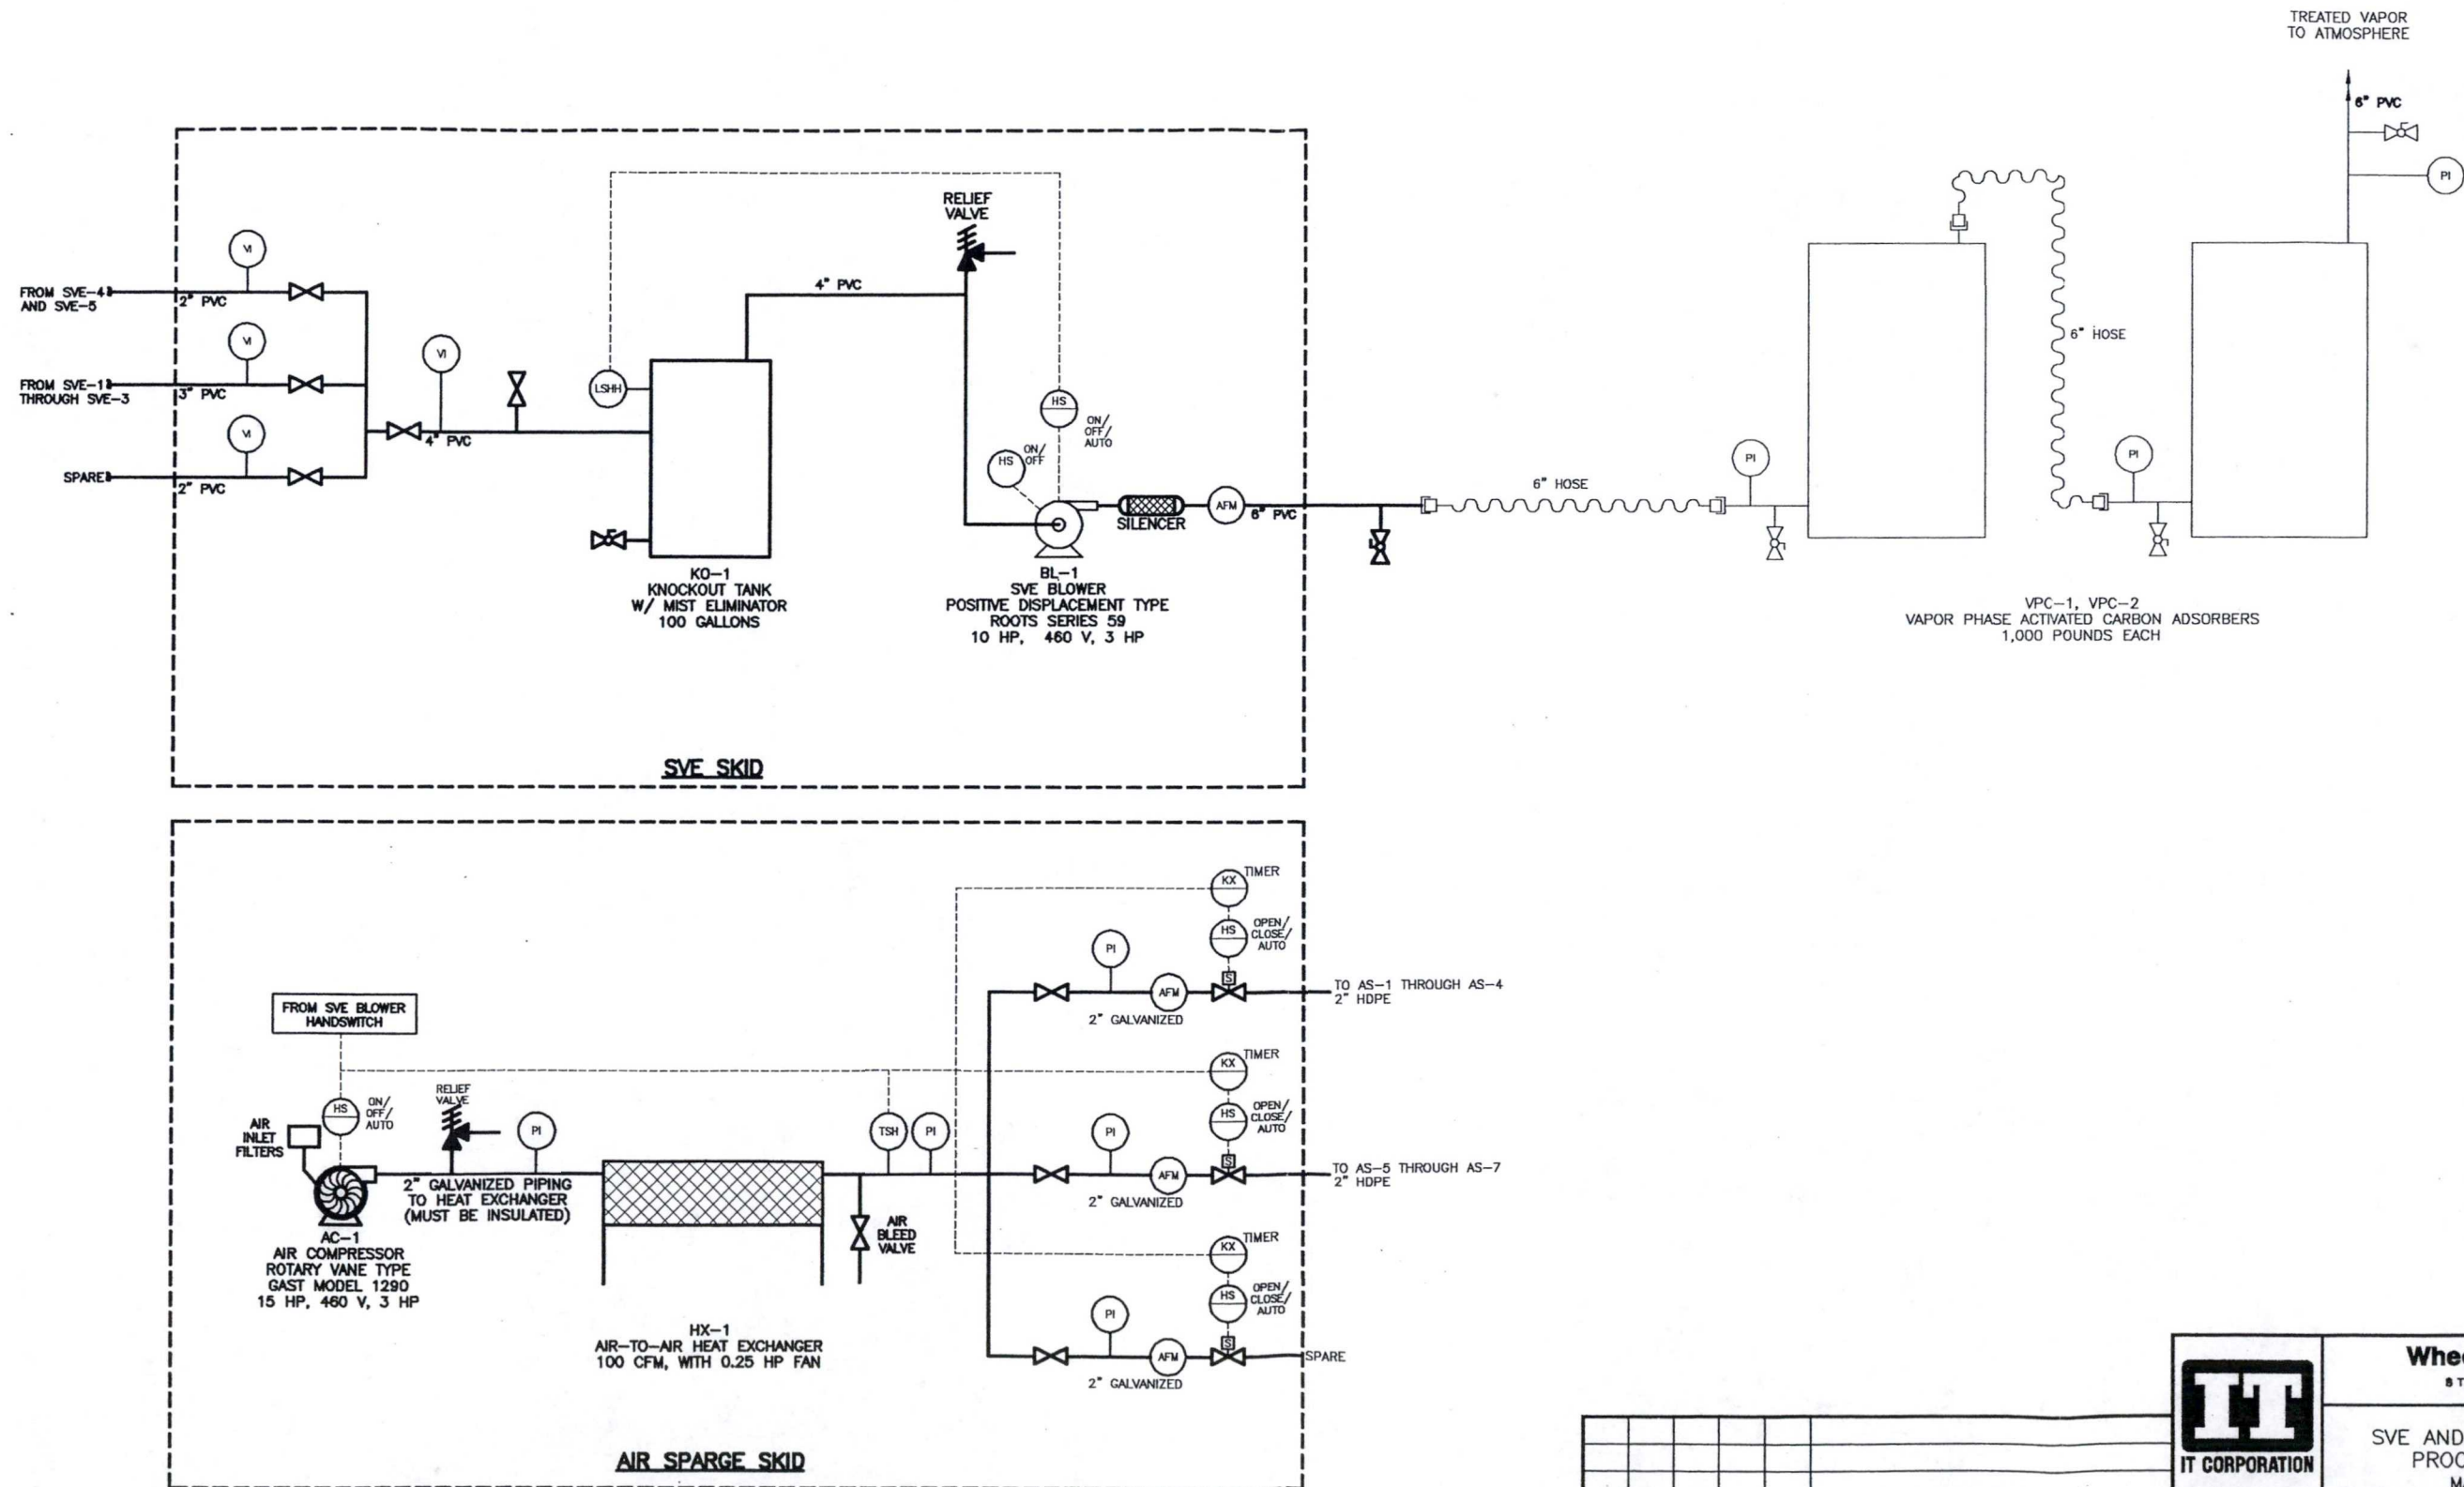 TREATED VAPOR
TO ATMOSPHERE
6" PVC
PI
RELIEF
VALVE
VI
FROM SVE-4
AND SVE-5
2" PVC
4" PVC
VI
FROM SVE-1
THROUGH SVE-3
3" PVC
VI
4" PVC
LSHH
HS
ON/
OFF/
AUTO
VI
SPARE
2" PVC
HS
ON/
OFF
SILENCER
AFM
6" PVC
6" HOSE
PI
6" HOSE
PI
KO-1
KNOCKOUT TANK
W/ MIST ELIMINATOR
100 GALLONS
BL-1
SVE BLOWER
POSITIVE DISPLACEMENT TYPE
ROOTS SERIES 59
10 HP, 460 V, 3 HP
VPC-1, VPC-2
VAPOR PHASE ACTIVATED CARBON ADSORBERS
1,000 POUNDS EACH
SVE SKID
KX
TIMER
HS
OPEN/
CLOSE/
AUTO
PI
AFM
S
2" GALVANIZED
TO AS-1 THROUGH AS-4
2" HDPE
FROM SVE BLOWER
HANDSWITCH
HS
ON/
OFF/
AUTO
AIR
INLET
FILTERS
RELIEF
VALVE
PI
2" GALVANIZED PIPING
TO HEAT EXCHANGER
(MUST BE INSULATED)
AC-1
AIR COMPRESSOR
ROTARY VANE TYPE
GAST MODEL 1290
15 HP, 460 V, 3 HP
TSH
PI
AIR
BLEED
VALVE
KX
TIMER
HS
OPEN/
CLOSE/
AUTO
PI
AFM
S
2" GALVANIZED
TO AS-5 THROUGH AS-7
2" HDPE
HX-1
AIR-TO-AIR HEAT EXCHANGER
100 CFM, WITH 0.25 HP FAN
KX
TIMER
HS
OPEN/
CLOSE/
AUTO
PI
AFM
S
2" GALVANIZED
SPARE
AIR SPARGE SKID
IT
IT CORPORATION
SVE AND